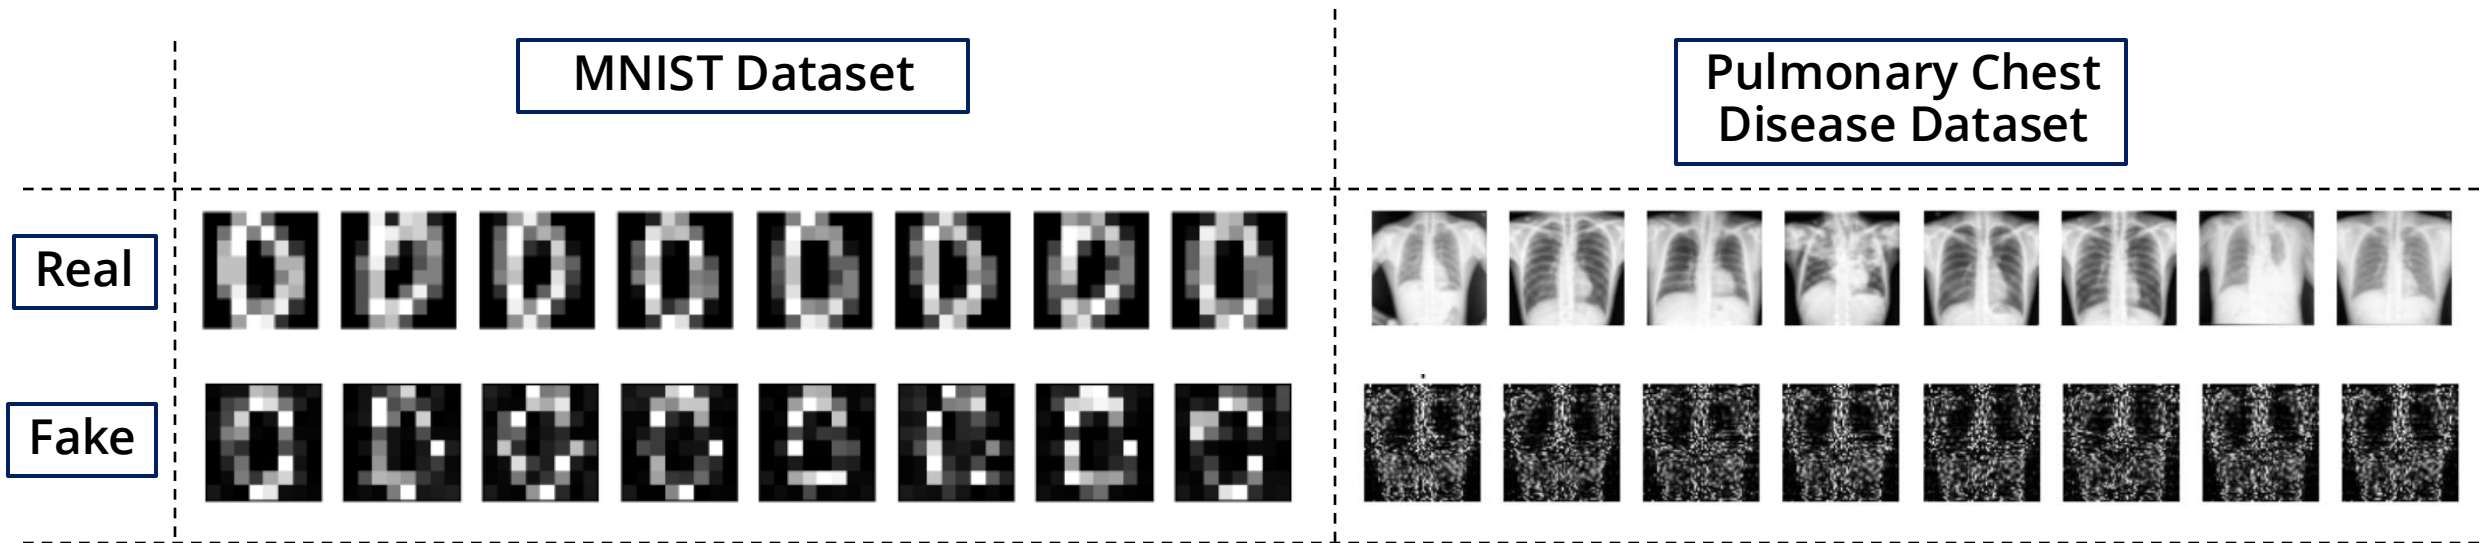 MNIST Dataset
Pulmonary Chest
Disease Dataset
Real
Fake